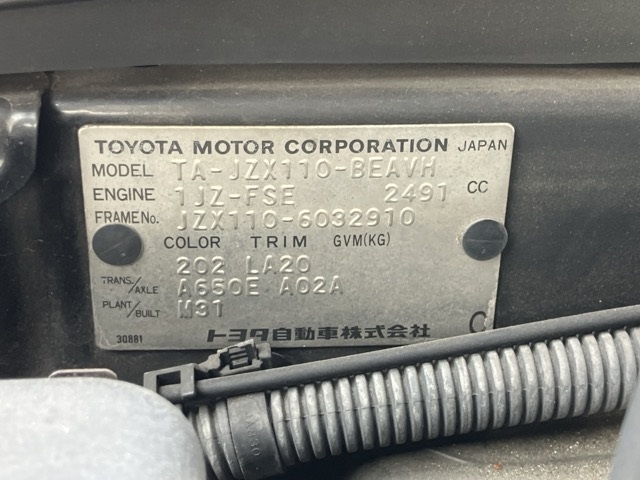 TOYOTA MOTOR CORPORATION JAPAN
MODEL TA-JZX110-BEAVH
ENGINE 1JZ-FSE 2491 CC
FRAME No. JZX110-6032910
COLOR TRIM GVM(KG)
202 LA20
TRANS./AXLE A650E A02A
PLANT/BUILT M31
30881 トヨタ自動車株式会社 C